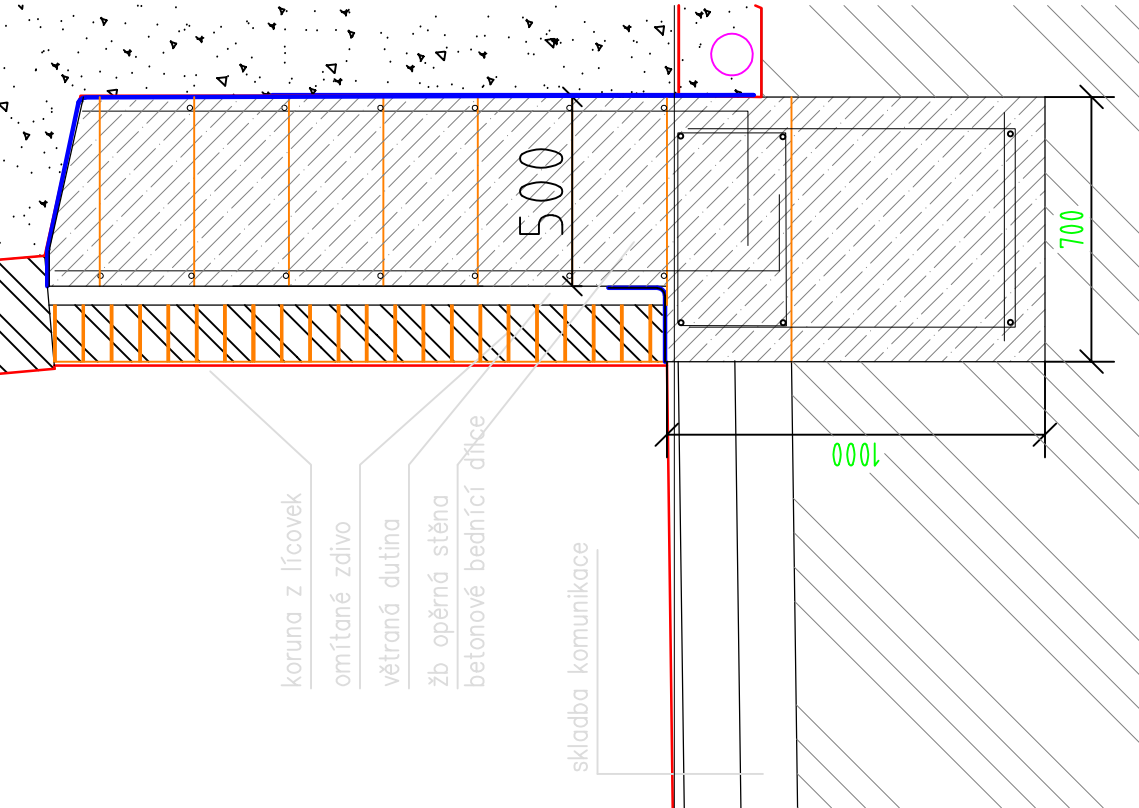 500
700
1000
koruna z lícovek
omítané zdivo
větraná dutina
žb opěrná stěna
betonové bednící dílce
skladba komunikace